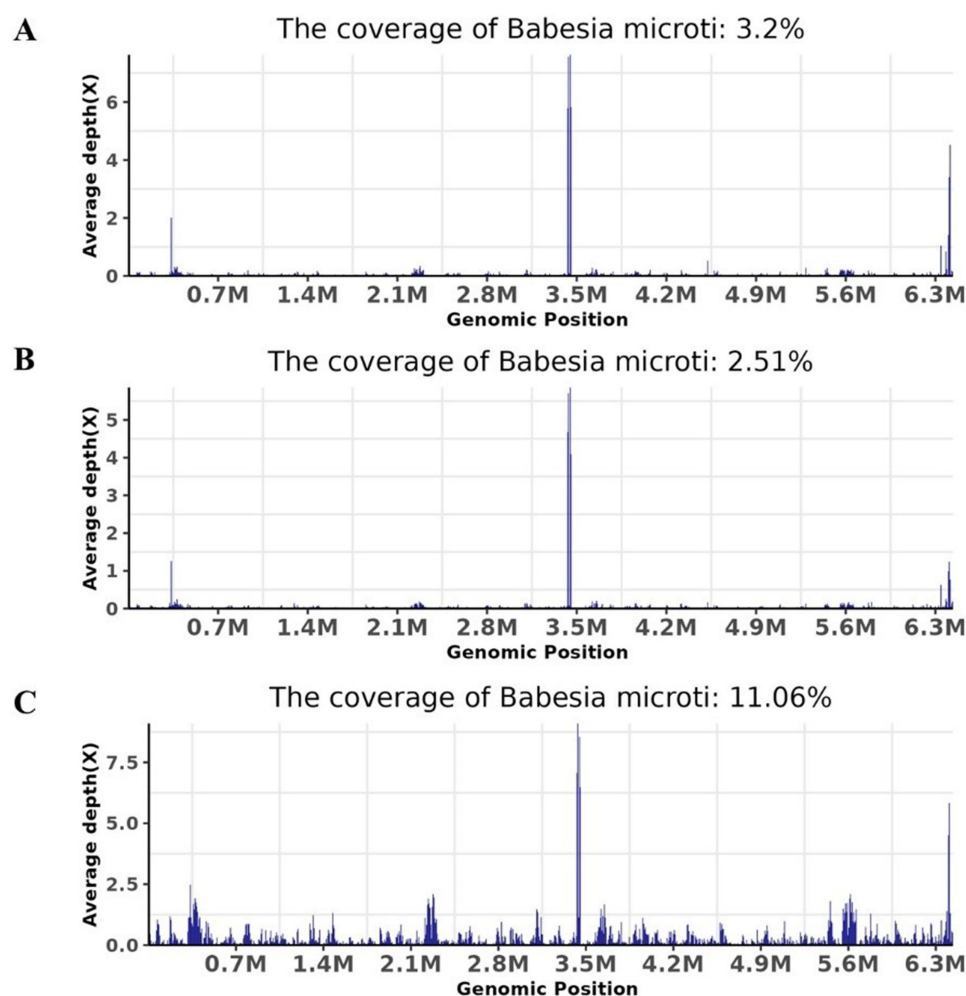 A
The coverage of Babesia microti: 3.2%
Average depth(X)
6
4
2
0
0.7M 1.4M 2.1M 2.8M 3.5M 4.2M 4.9M 5.6M 6.3M
Genomic Position
B
The coverage of Babesia microti: 2.51%
Average depth(X)
5
4
3
2
1
0
0.7M 1.4M 2.1M 2.8M 3.5M 4.2M 4.9M 5.6M 6.3M
Genomic Position
C
The coverage of Babesia microti: 11.06%
Average depth(X)
7.5
5.0
2.5
0.0
0.7M 1.4M 2.1M 2.8M 3.5M 4.2M 4.9M 5.6M 6.3M
Genomic Position